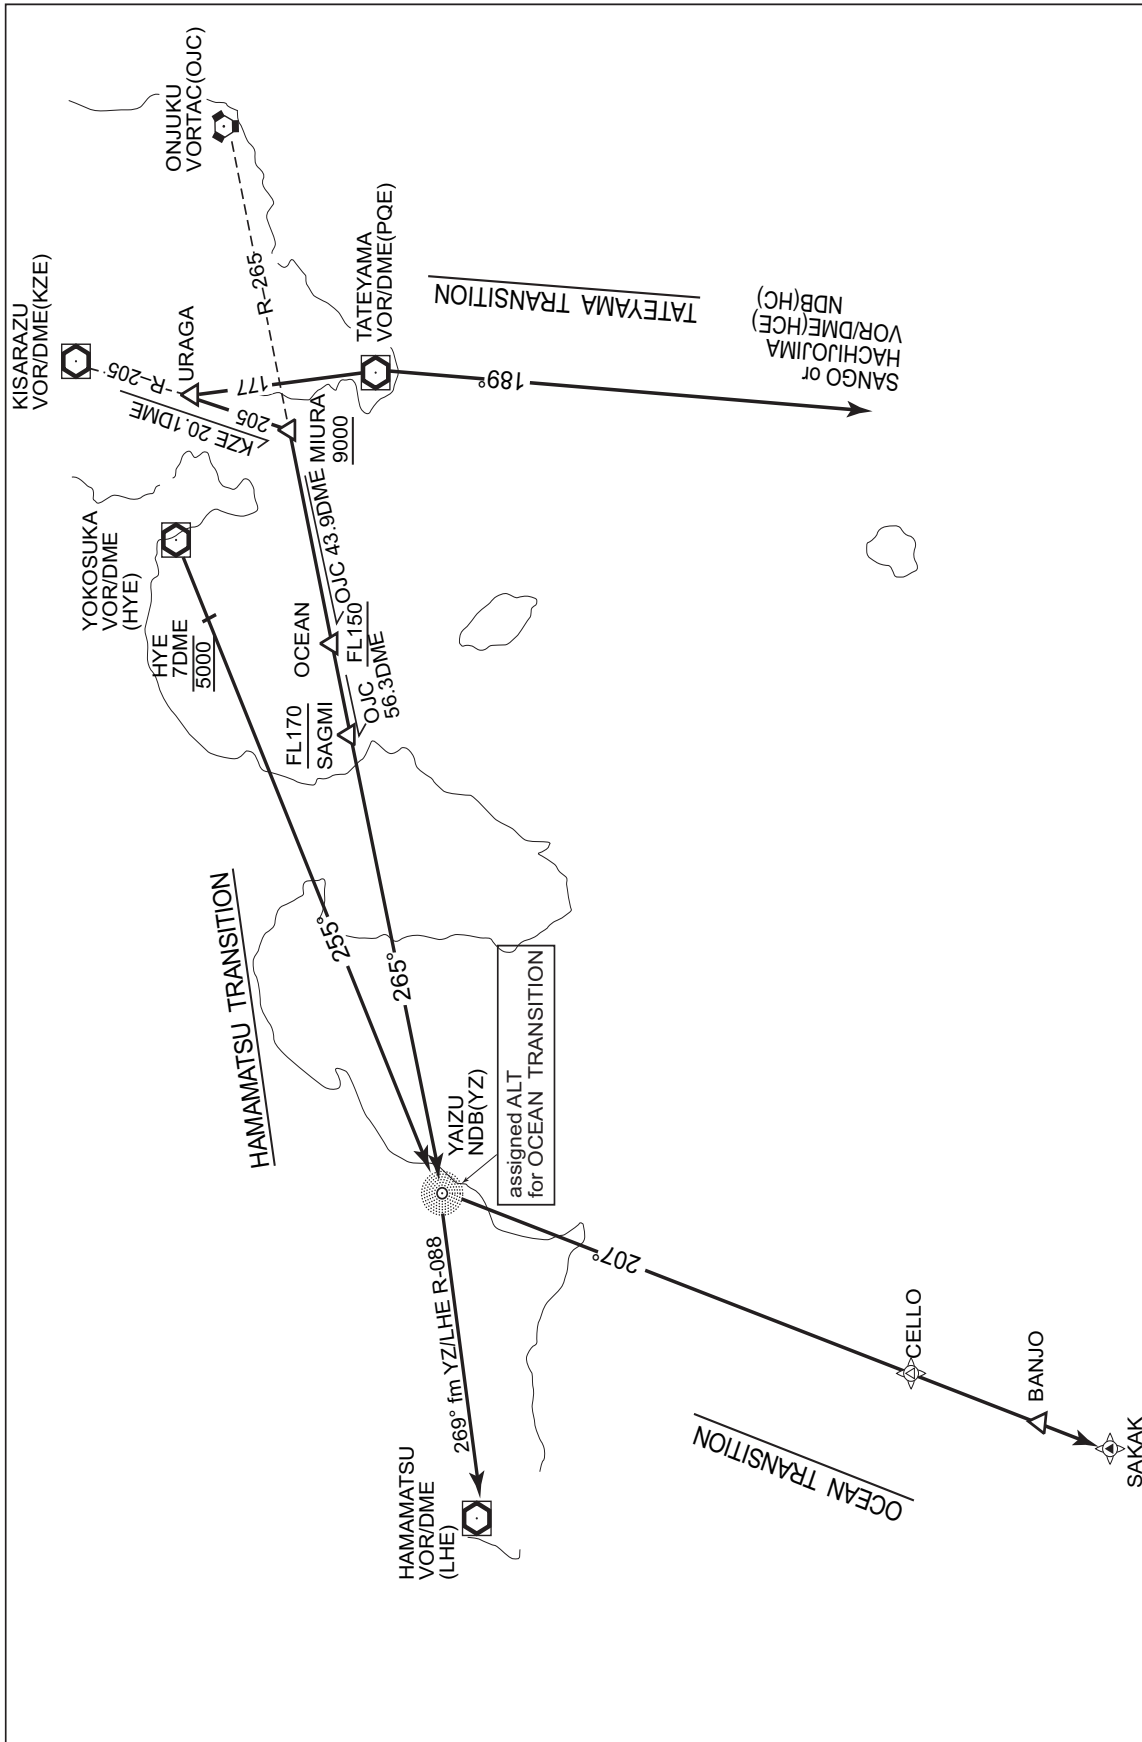 KISARAZU
VOR/DME(KZE)
ONJUKU
VORTAC(OJC)
R-205
URAGA
KZE 20.1DME
205
177
R-265
TATEYAMA
VOR/DME(PQE)
MIURA
9000
TATEYAMA TRANSITION
189°
SANGO or
HACHIJOJIMA
VOR/DME(HCE)
NDB(HC)
YOKOSUKA
VOR/DME
(HYE)
HYE
7DME
5000
OCEAN
OJC 43.9DME
FL150
FL170
SAGMI
OJC
56.3DME
HAMAMATSU TRANSITION
255°
265°
YAIZU
NDB(YZ)
assigned ALT
for OCEAN TRANSITION
269° fm YZ/LHE R-088
HAMAMATSU
VOR/DME
(LHE)
207°
OCEAN TRANSITION
CELLO
BANJO
SAKAK